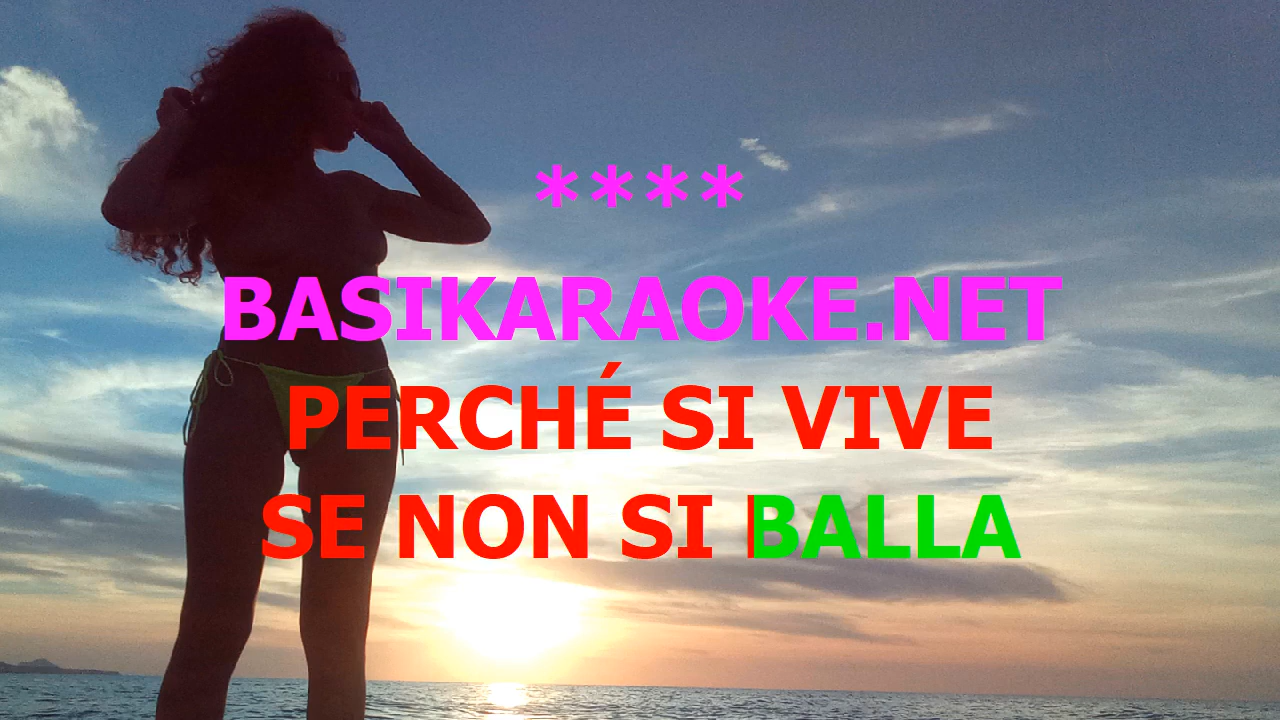 ****
BASIKARAOKE.NET
PERCHÉ SI VIVE
SE NON SI BALLA